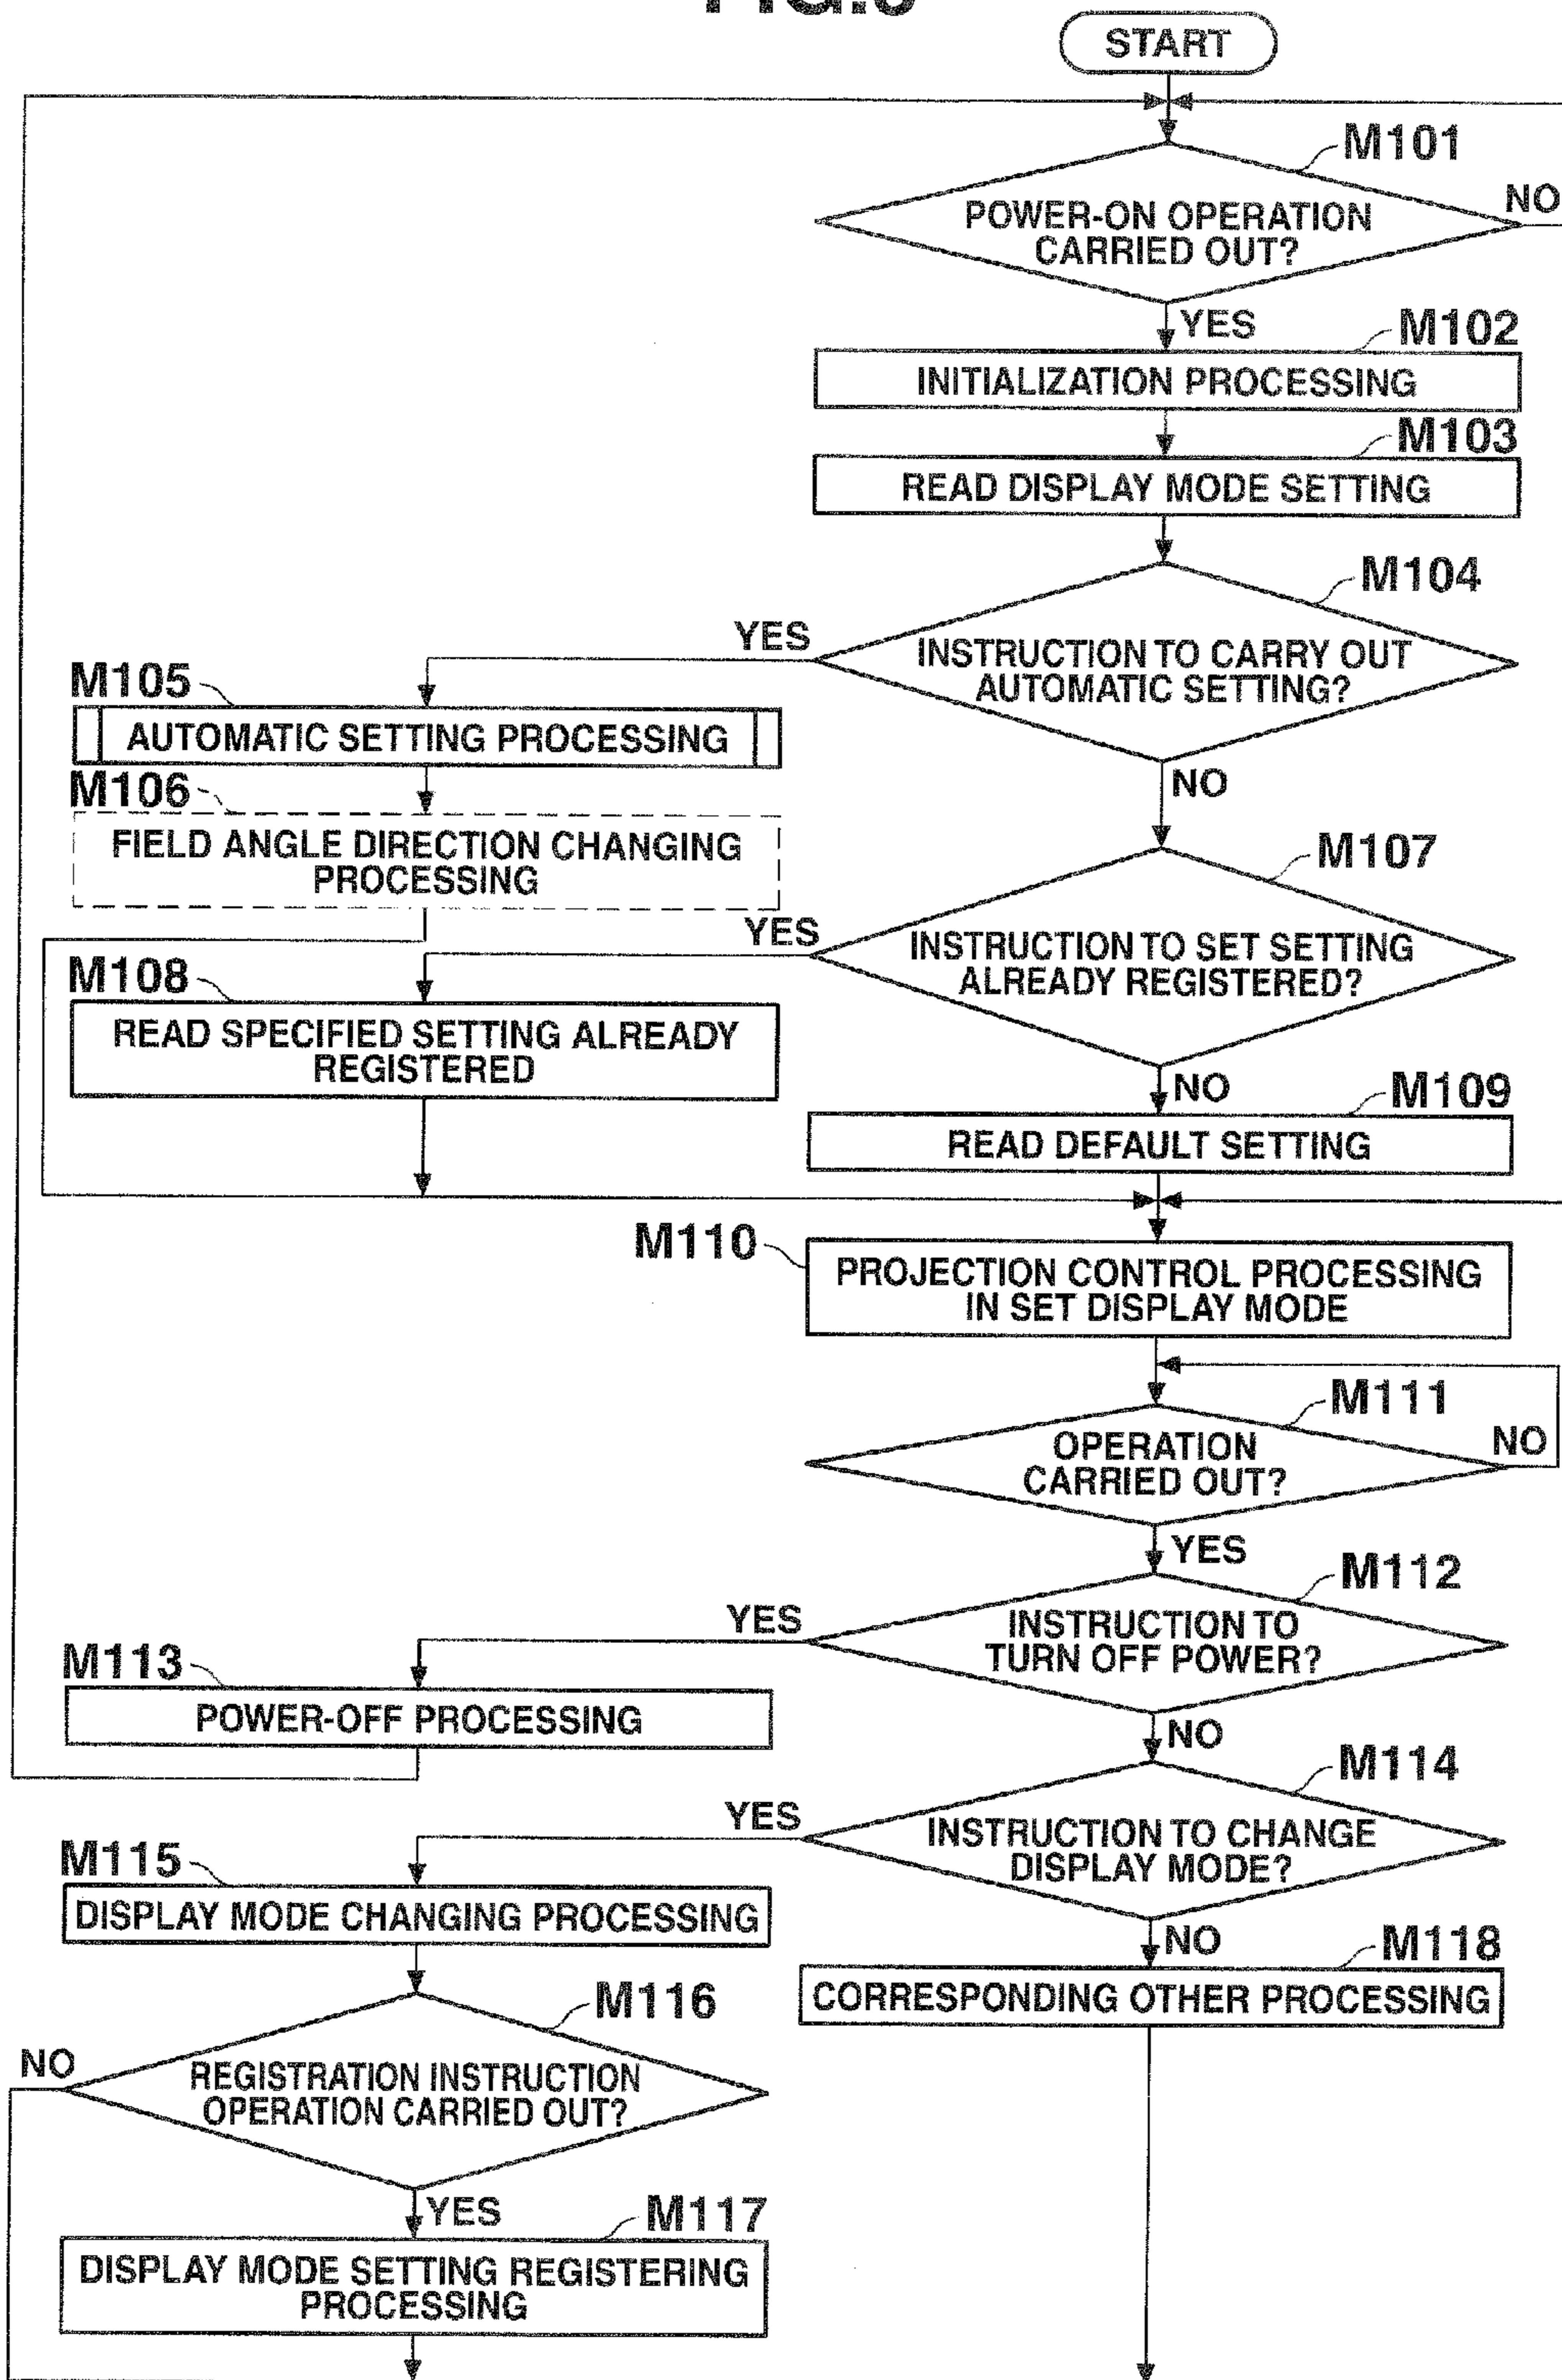 START
M101
NO
POWER-ON OPERATION
CARRIED OUT?
YES
M102
INITIALIZATION PROCESSING
M103
READ DISPLAY MODE SETTING
M104
YES
INSTRUCTION TO CARRY OUT
AUTOMATIC SETTING?
M105
AUTOMATIC SETTING PROCESSING
NO
M106
FIELD ANGLE DIRECTION CHANGING
PROCESSING
M107
YES
INSTRUCTION TO SET SETTING
ALREADY REGISTERED?
M108
READ SPECIFIED SETTING ALREADY
REGISTERED
NO
M109
READ DEFAULT SETTING
M110
PROJECTION CONTROL PROCESSING
IN SET DISPLAY MODE
M111
NO
OPERATION
CARRIED OUT?
YES
M112
YES
INSTRUCTION TO
TURN OFF POWER?
M113
POWER-OFF PROCESSING
NO
M114
YES
INSTRUCTION TO CHANGE
DISPLAY MODE?
M115
DISPLAY MODE CHANGING PROCESSING
NO
M118
CORRESPONDING OTHER PROCESSING
M116
NO
REGISTRATION INSTRUCTION
OPERATION CARRIED OUT?
YES
M117
DISPLAY MODE SETTING REGISTERING
PROCESSING